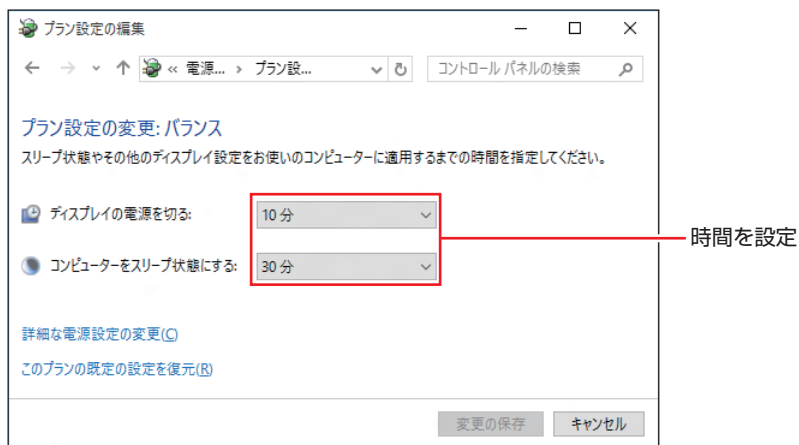 プラン設定の編集
« 電源... › プラン設...
コントロール パネルの検索
プラン設定の変更: バランス
スリープ状態やその他のディスプレイ設定をお使いのコンピューターに適用するまでの時間を指定してください。
ディスプレイの電源を切る: 10 分
時間を設定
コンピューターをスリープ状態にする: 30 分
詳細な電源設定の変更(C)
このプランの既定の設定を復元(R)
変更の保存 キャンセル